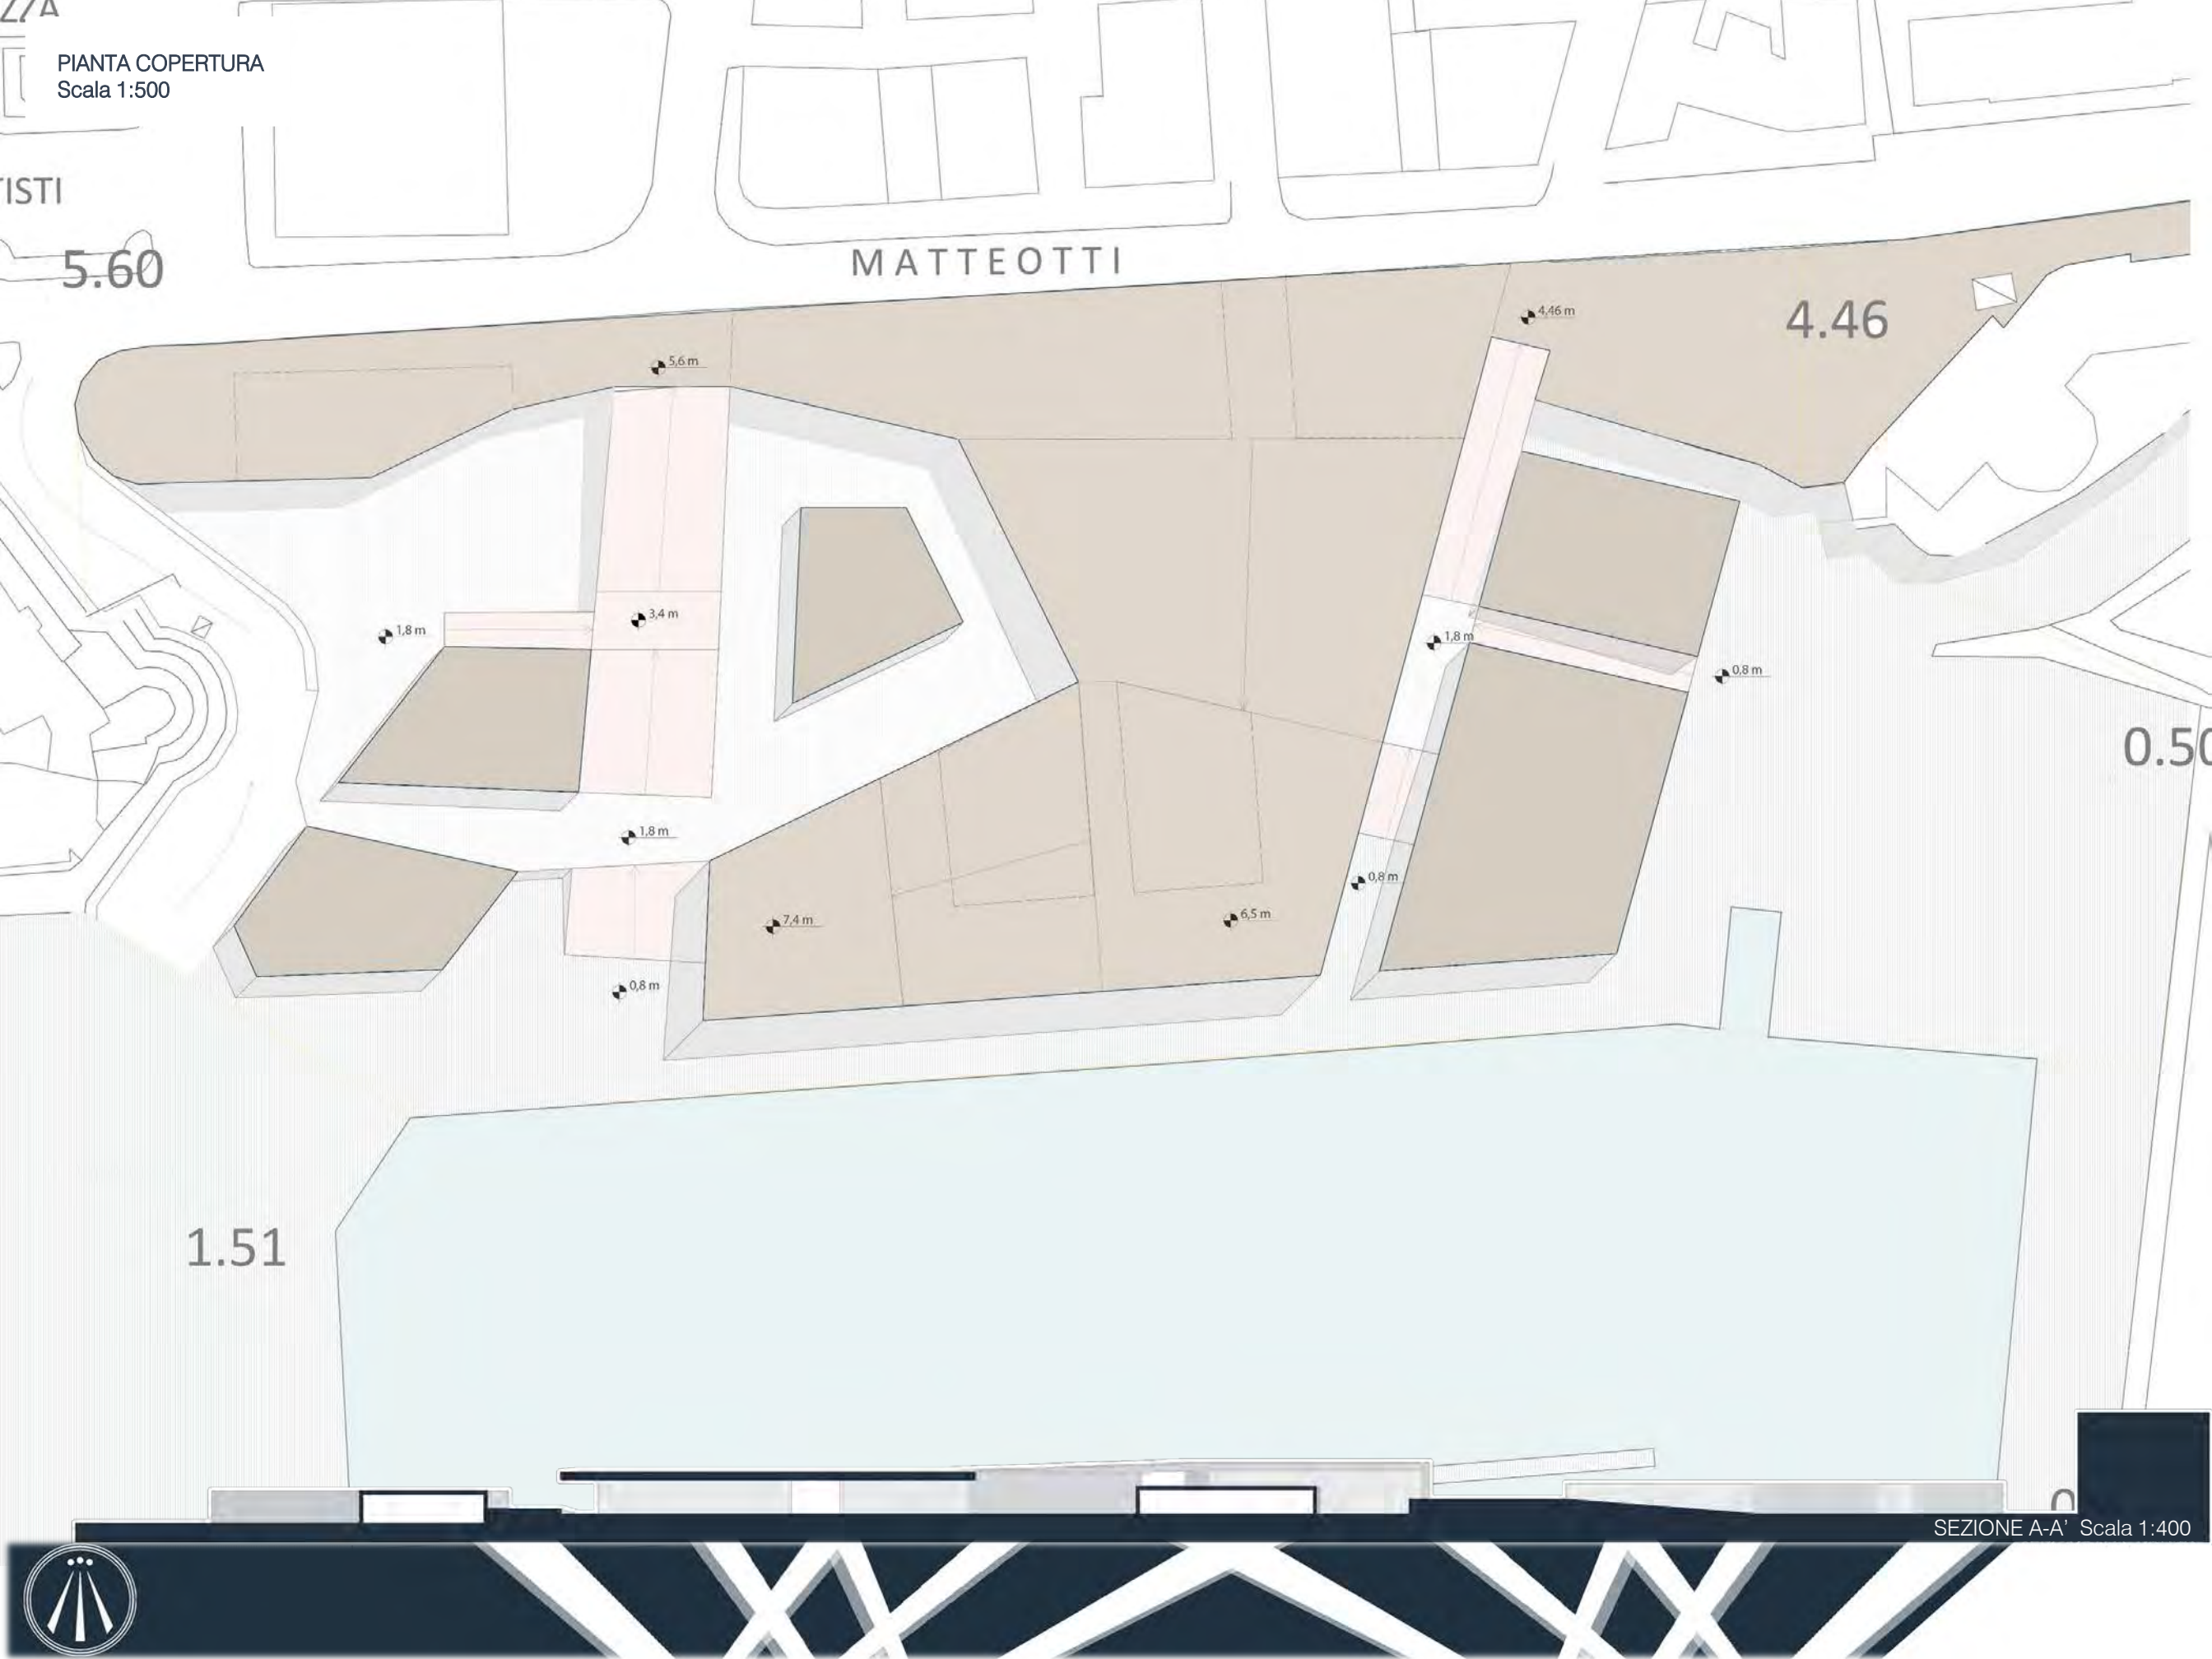 PIANTA COPERTURA
Scala 1:500
5.60
MATTEOTTI
4.46
4,46 m
5,6 m
3,4 m
1,8 m
1,8 m
0,8 m
0.50
1,8 m
0,8 m
7,4 m
6,5 m
0,8 m
1.51
SEZIONE A-A' Scala 1:400